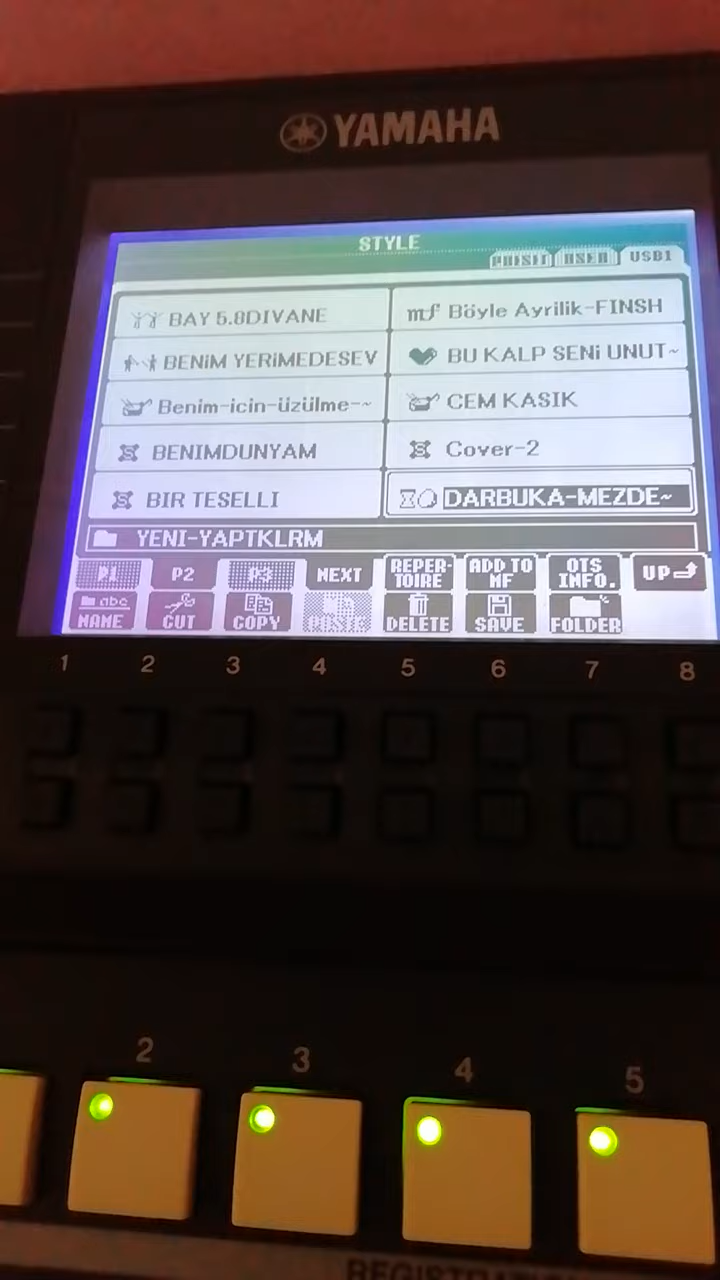 YAMAHA
STYLE
PRESET USER USB1
BAY 5.8DIVANE
mf Böyle Ayrilik-FINSH
BENiM YERiMEDESEV
BU KALP SENi UNUT~
Benim-icin-üzülme-~
CEM KASIK
BENIMDUNYAM
Cover-2
BIR TESELLI
DARBUKA-MEZDE~
YENI-YAPTKLRM
P1 P2 P3 NEXT REPER-TOIRE ADD TO MF OTS INFO. UP
abc NAME CUT COPY PASTE DELETE SAVE FOLDER
1 2 3 4 5 6 7 8
2 3 4 5